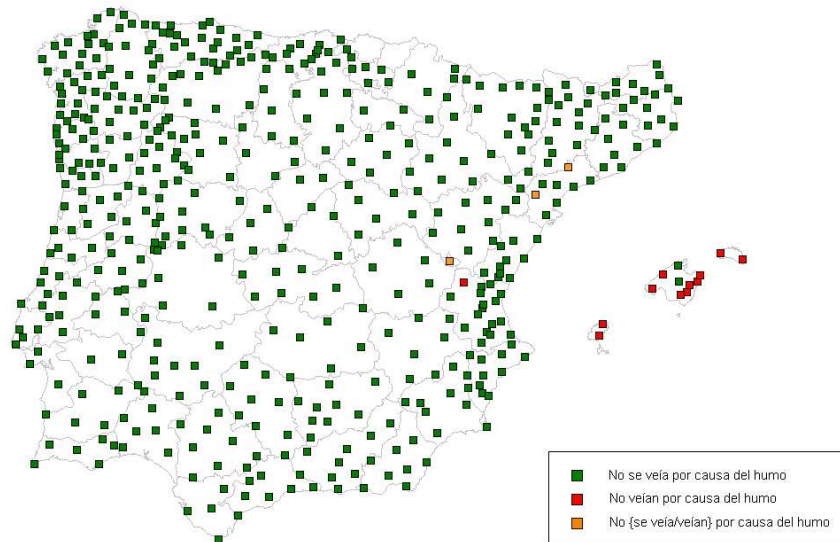 No se veía por causa del humo
No veían por causa del humo
No {se veía/veían} por causa del humo